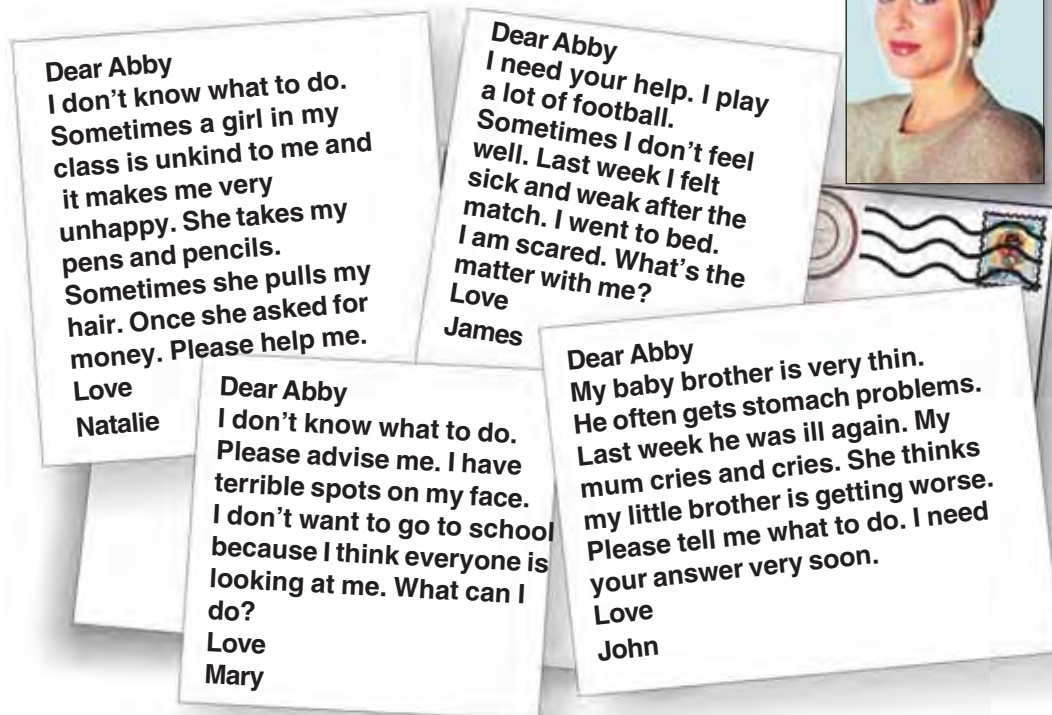 Dear Abby
I don't know what to do.
Sometimes a girl in my
class is unkind to me and
it makes me very
unhappy. She takes my
pens and pencils.
Sometimes she pulls my
hair. Once she asked for
money. Please help me.
Love
Natalie
Dear Abby
I need your help. I play
a lot of football.
Sometimes I don't feel
well. Last week I felt
sick and weak after the
match. I went to bed.
I am scared. What's the
matter with me?
Love
James
Dear Abby
I don't know what to do.
Please advise me. I have
terrible spots on my face.
I don't want to go to school
because I think everyone is
looking at me. What can I
do?
Love
Mary
Dear Abby
My baby brother is very thin.
He often gets stomach problems.
Last week he was ill again. My
mum cries and cries. She thinks
my little brother is getting worse.
Please tell me what to do. I need
your answer very soon.
Love
John